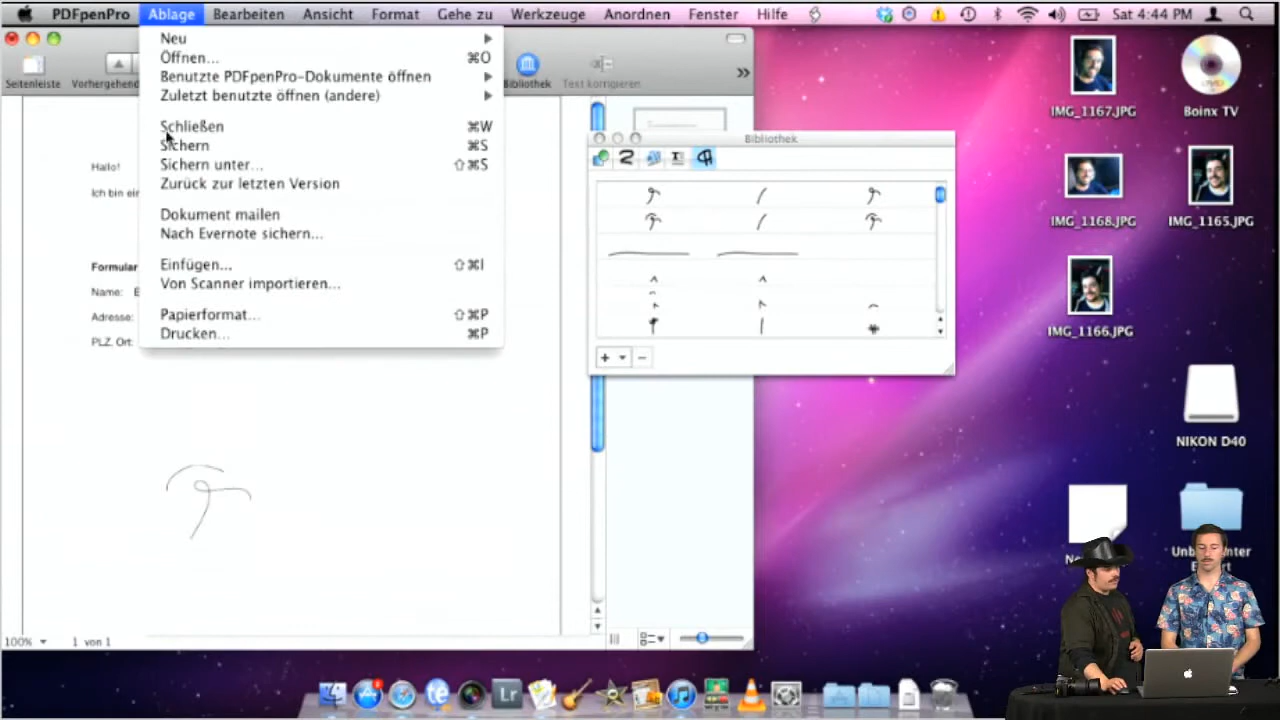 PDFpenPro Ablage Bearbeiten Ansicht Format Gehe zu Werkzeuge Anordnen Fenster Hilfe Sat 4:44 PM
Neu
Öffnen... ⌘O
Benutzte PDFpenPro-Dokumente öffnen
Zuletzt benutzte öffnen (andere)
Schließen ⌘W
Sichern ⌘S
Sichern unter... ⇧⌘S
Zurück zur letzten Version
Dokument mailen
Nach Evernote sichern...
Einfügen... ⇧⌘I
Von Scanner importieren...
Papierformat... ⇧⌘P
Drucken... ⌘P
Seitenleiste Vorhergehend
Bibliothek Text korrigieren
Hallo!
Ich bin ein
Formular
Name: E
Adresse:
PLZ. Ort:
100% 1 von 1
Bibliothek
IMG_1167.JPG
Boinx TV
IMG_1168.JPG
IMG_1165.JPG
IMG_1166.JPG
NIKON D40
Lr